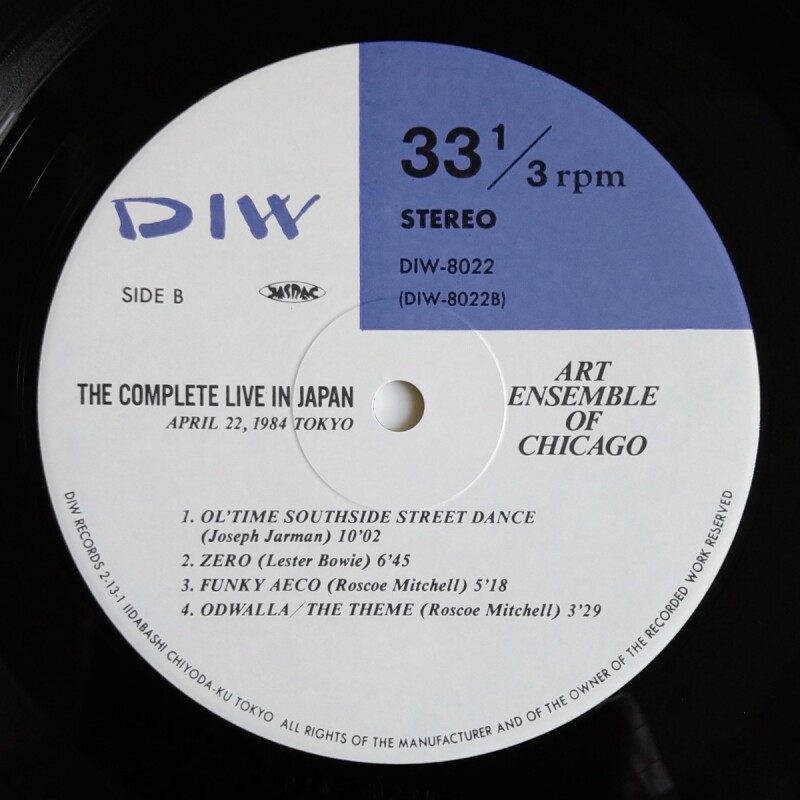 DIW
33 1/3 rpm
STEREO
DIW-8022
(DIW-8022B)
SIDE B
JASRAC
THE COMPLETE LIVE IN JAPAN
APRIL 22, 1984 TOKYO
ART
ENSEMBLE
OF
CHICAGO
1. OL'TIME SOUTHSIDE STREET DANCE
(Joseph Jarman) 10'02
2. ZERO (Lester Bowie) 6'45
3. FUNKY AECO (Roscoe Mitchell) 5'18
4. ODWALLA/THE THEME (Roscoe Mitchell) 3'29
DIW RECORDS 2-13-1 IIDABASHI CHIYODA-KU TOKYO ALL RIGHTS OF THE MANUFACTURER AND OF THE OWNER OF THE RECORDED WORK RESERVED